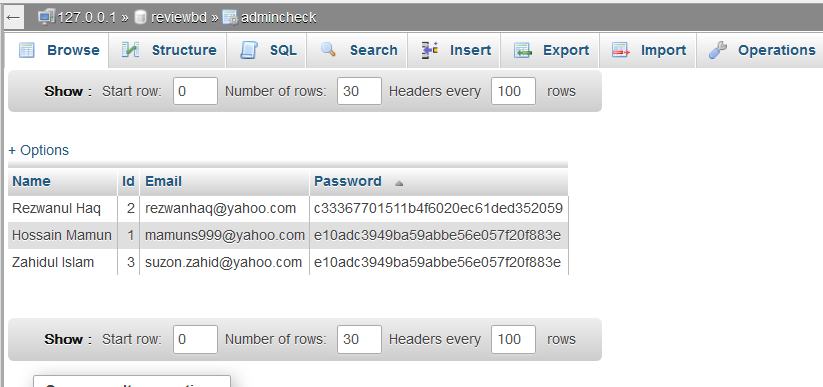 ← 127.0.0.1 » reviewbd » admincheck
Browse Structure SQL Search Insert Export Import Operations
Show : Start row: 0 Number of rows: 30 Headers every 100 rows
+ Options
Name Id Email Password
Rezwanul Haq 2 rezwanhaq@yahoo.com c33367701511b4f6020ec61ded352059
Hossain Mamun 1 mamuns999@yahoo.com e10adc3949ba59abbe56e057f20f883e
Zahidul Islam 3 suzon.zahid@yahoo.com e10adc3949ba59abbe56e057f20f883e
Show : Start row: 0 Number of rows: 30 Headers every 100 rows